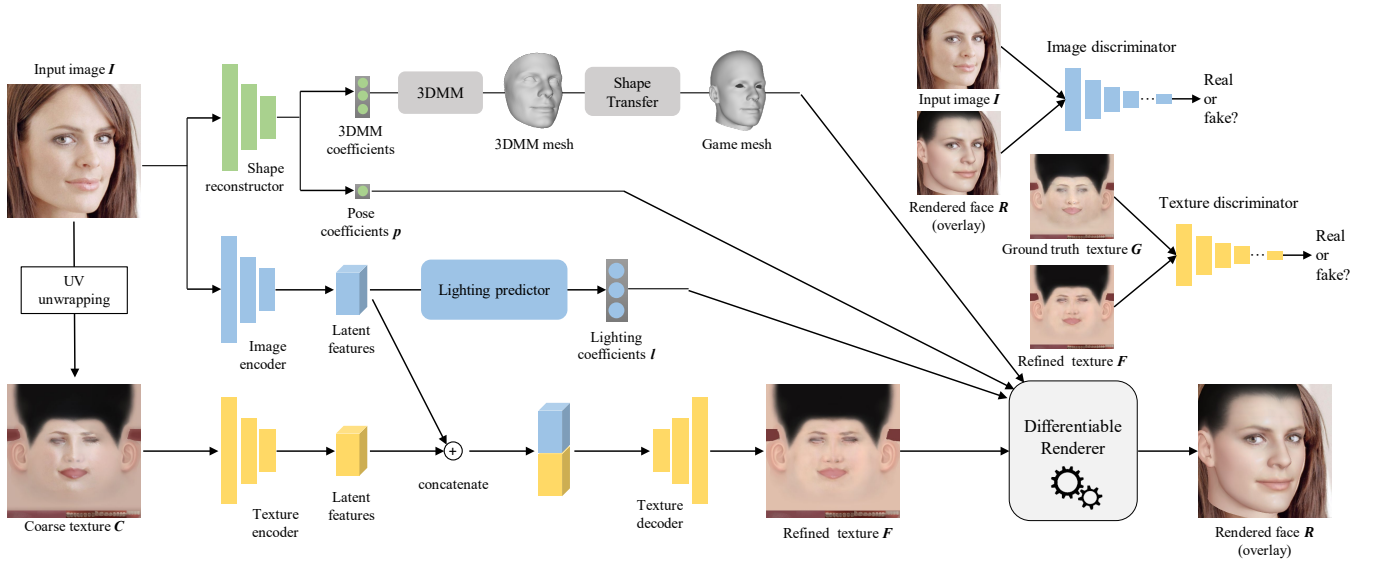 Input image I
UV
unwrapping
Coarse texture C
Shape
reconstructor
3DMM
coefficients
3DMM
3DMM mesh
Shape
Transfer
Game mesh
Pose
coefficients p
Image
encoder
Latent
features
Lighting predictor
Lighting
coefficients l
Texture
encoder
Latent
features
+
concatenate
Texture
decoder
Refined texture F
Differentiable
Renderer
Rendered face R
(overlay)
Input image I
Rendered face R
(overlay)
Image discriminator
Real
or
fake?
Ground truth texture G
Refined texture F
Texture discriminator
Real
or
fake?